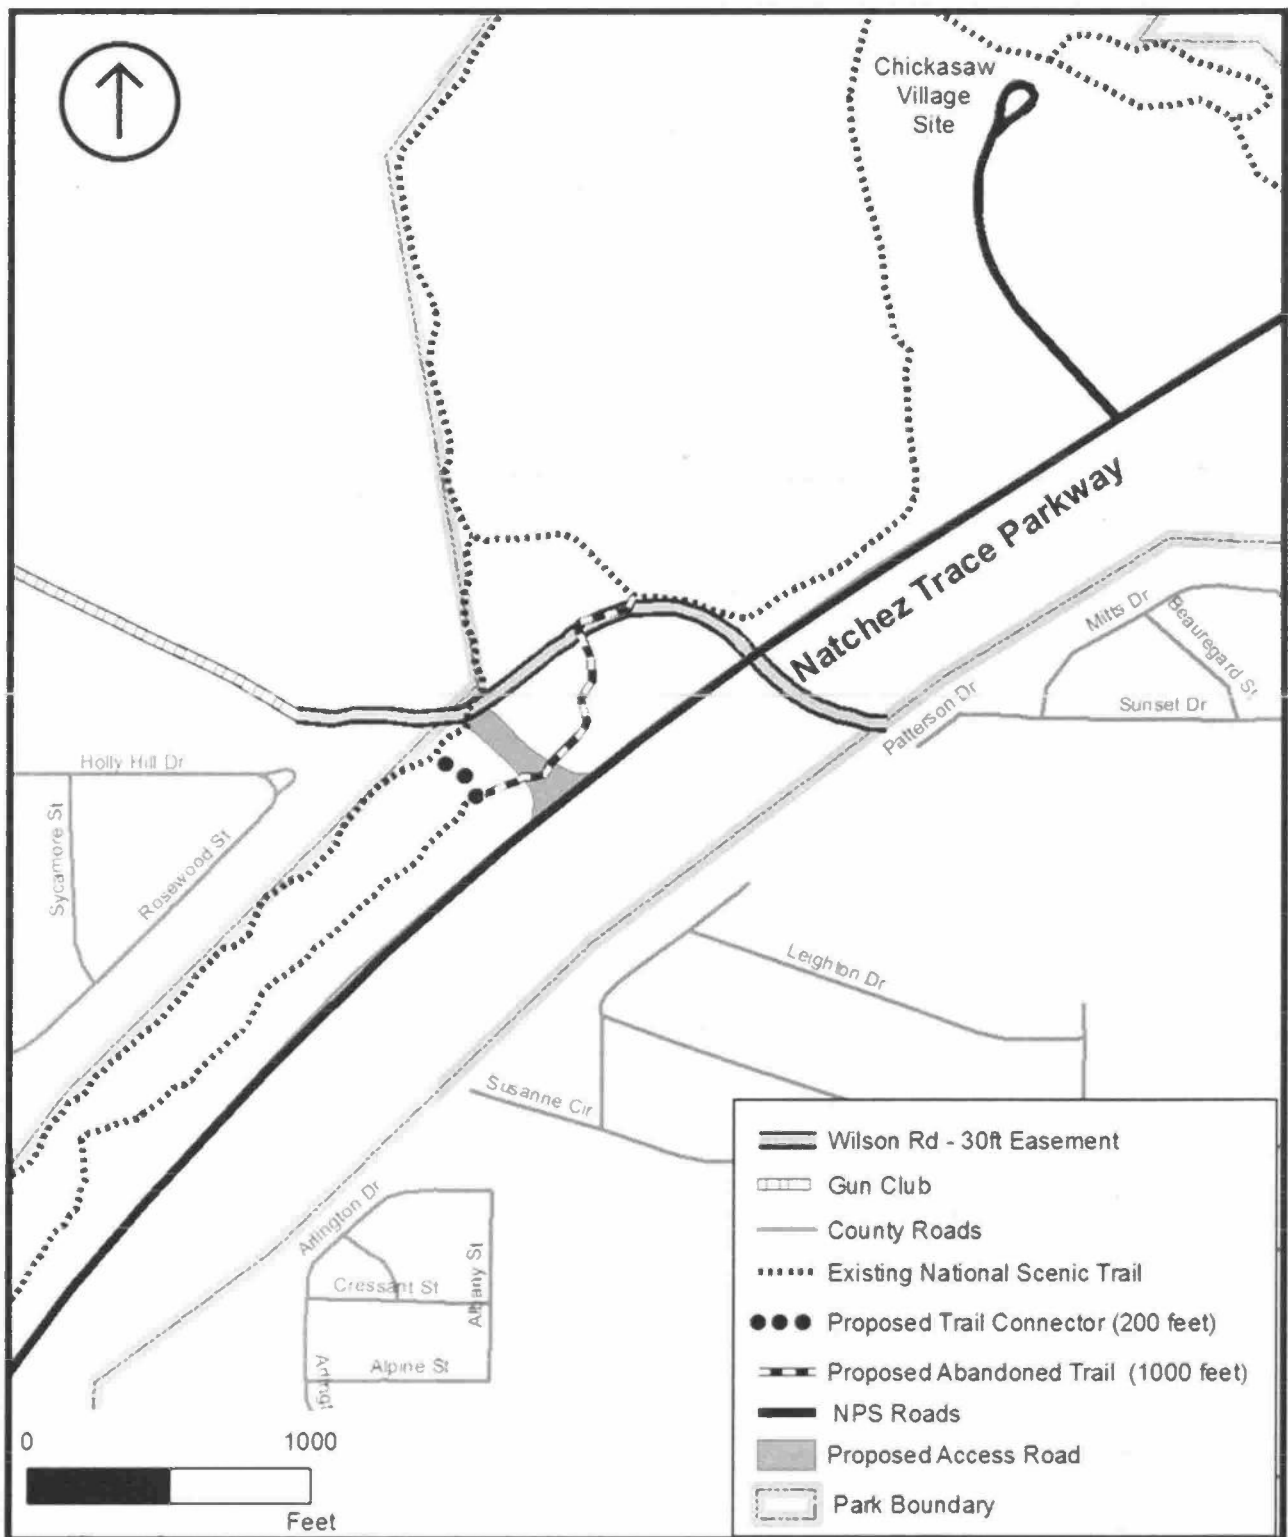 Chickasaw
Village
Site
Natchez Trace Parkway
Mitts Dr
Beauregard St
Sunset Dr
Patterson Dr
Holly Hill Dr
Sycamore St
Rosewood St
Leighton Dr
Susanne Cir
Arlington Dr
Cressant St
Albany St
Alpine St
Arlingt
0 1000
Feet
Wilson Rd - 30ft Easement
Gun Club
County Roads
Existing National Scenic Trail
Proposed Trail Connector (200 feet)
Proposed Abandoned Trail (1000 feet)
NPS Roads
Proposed Access Road
Park Boundary